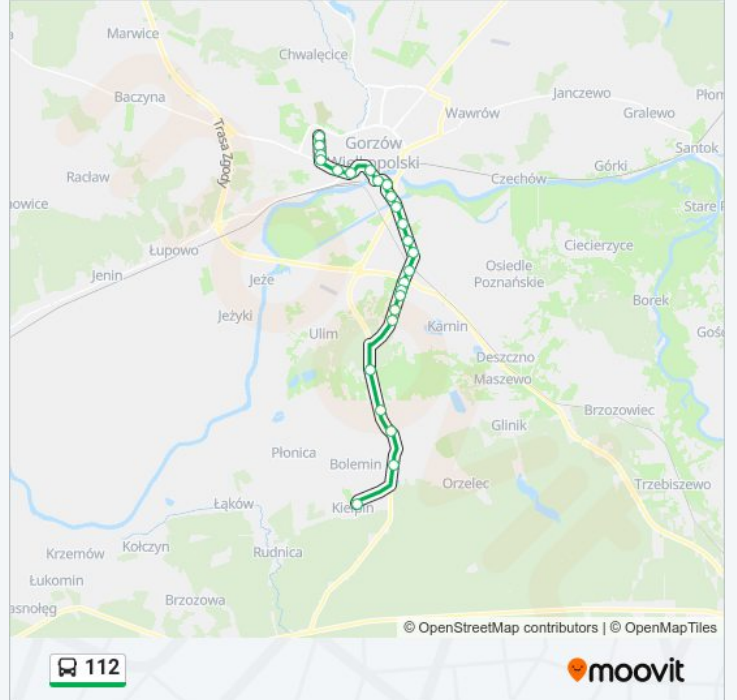 Marwice
Chwalęcice
Baczyna
Janczewo
Wawrów
Gralewo
Trasa Zgody
Gorzów
Wielkopolski
Santok
Górki
Racław
Czechów
Stare
Łupowo
Ciecierzyce
Osiedle
Poznańskie
Jenin
Jeże
Borek
Jeżyki
Ulim
Karnin
Deszczno
Maszewo
Brzozowiec
Glinik
Płonica
Bolemin
Orzelec
Trzebiszewo
Łąków
Kiełpin
Krzemów
Kołczyn
Rudnica
Łukomin
Brzozowa
© OpenStreetMap contributors | © OpenMapTiles
112
moovit